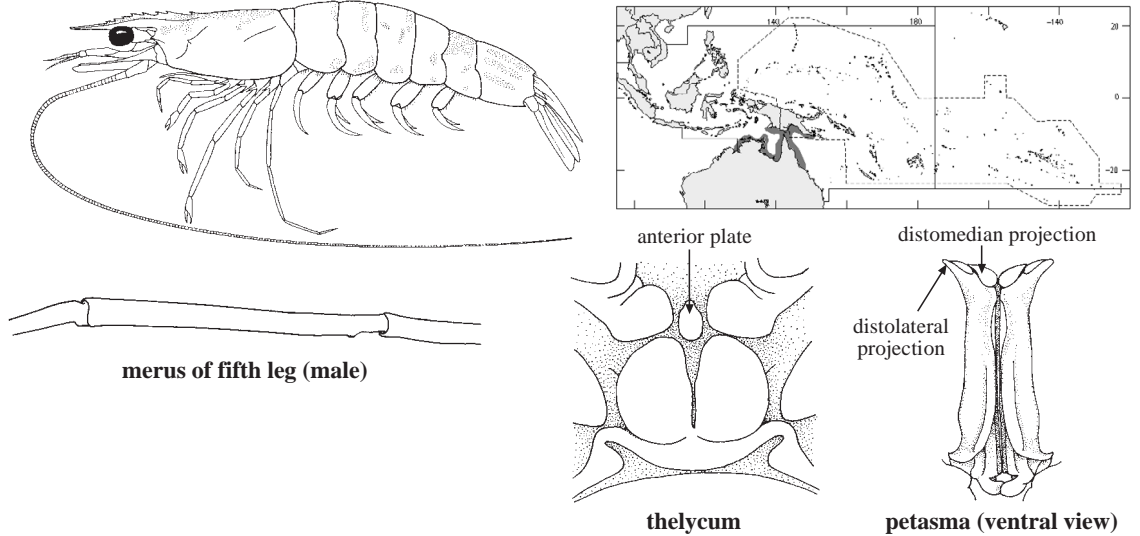 140
180
−140
20
0
−20
anterior plate
distomedian projection
distolateral
projection
merus of fifth leg (male)
thelycum
petasma (ventral view)